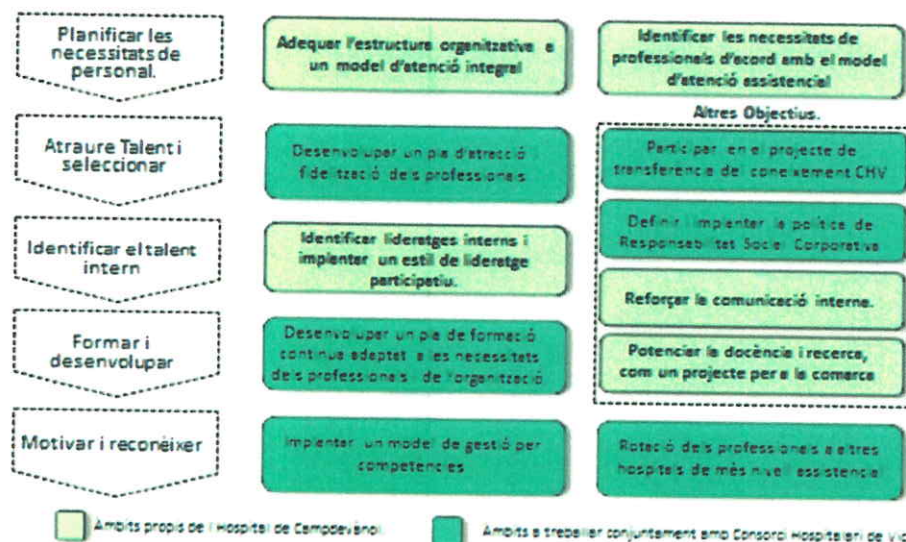 Planificar les
necessitats de
personal.
Adequar l'estructura organitzativa a
un model d'atenció integral
Identificar les necessitats de
professionals d'acord amb el model
d'atenció assistencial
Altres Objectius.
Atraure Talent i
seleccionar
Desenvolupar un pla d'atracció i
fidelització dels professionals
Participar en el projecte de
transferència del coneixement CHV
Definir i implantar la política de
Responsabilitat Social Corporativa
Identificar el talent
intern
Identificar lideratges interns i
implantar un estil de lideratge
participatiu.
Reforçar la comunicació interna.
Formar i
desenvolupar
Desenvolupar un pla de formació
continua adaptat a les necessitats
dels professionals i de l'organització
Potenciar la docència i recerca,
com un projecte per a la comarca
Motivar i reconèixer
Implantar un model de gestió per
competències
Rotació dels professionals a altres
hospitals de més nivell assistencial
Àmbits propis de l'Hospital de Campdevànol.
Àmbits a treballar conjuntament amb Consorci Hospitalari de Vic